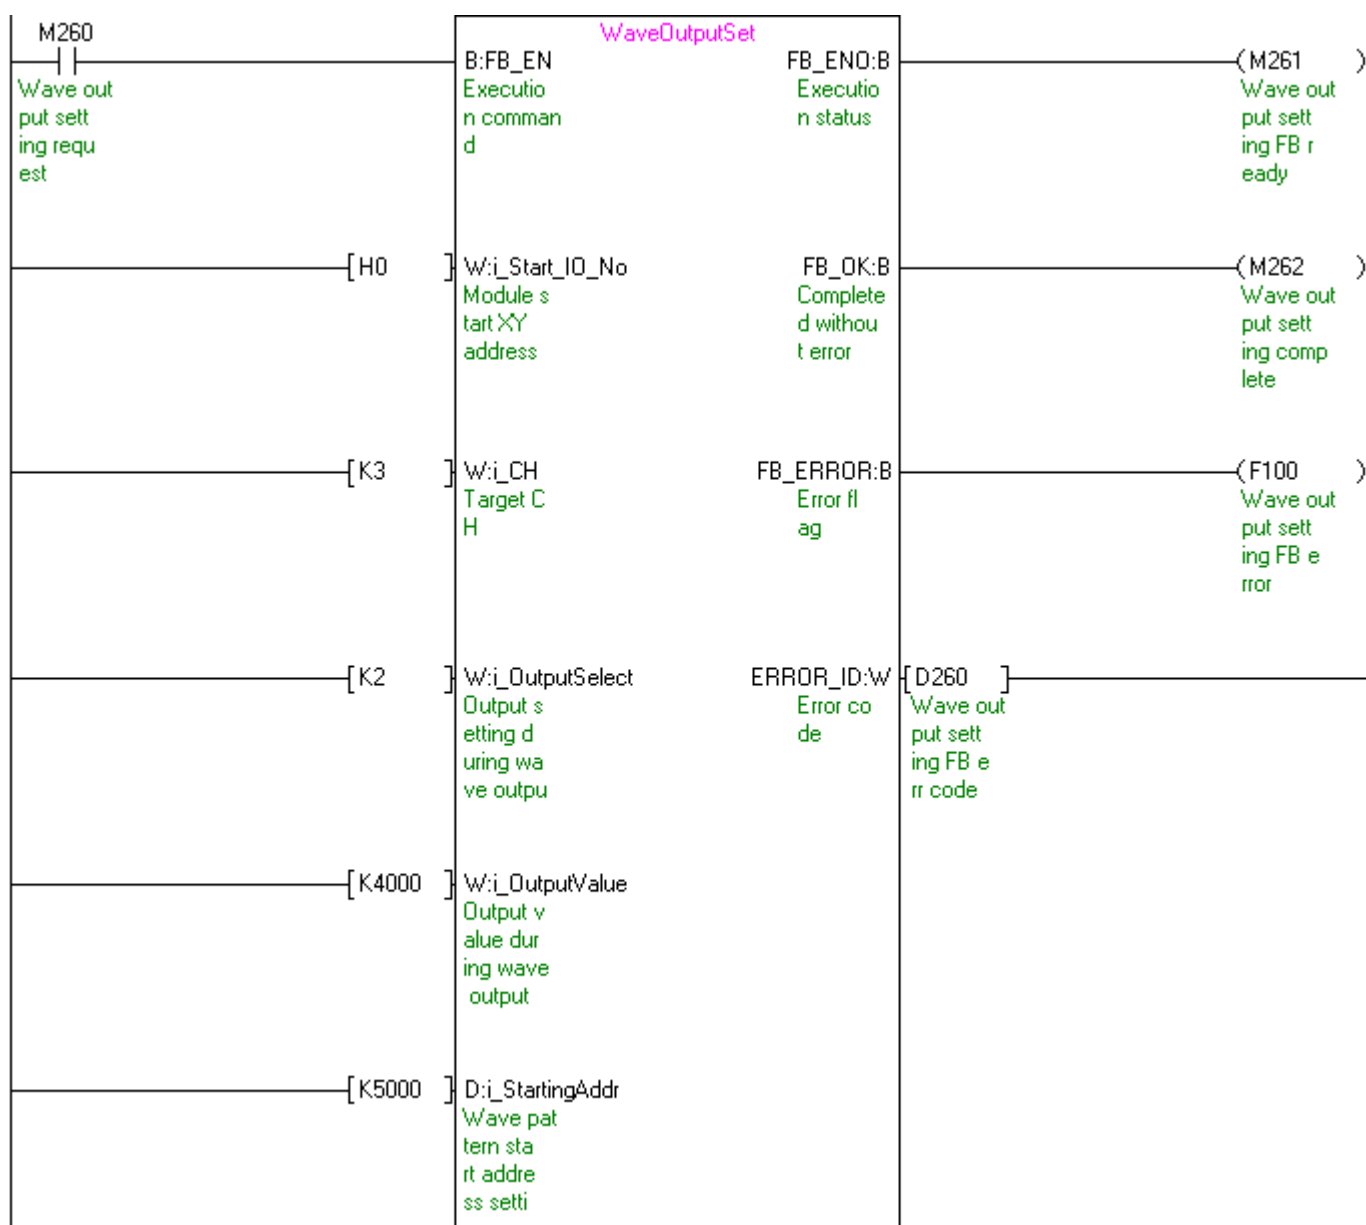 M260
WaveOutputSet
B:FB_EN
FB_ENO:B
M261
Wave out
put sett
ing requ
est
Executio
n comman
d
Executio
n status
Wave out
put sett
ing FB r
eady
H0
W:i_Start_IO_No
FB_OK:B
M262
Module s
tart XY
address
Complete
d withou
t error
Wave out
put sett
ing comp
lete
K3
W:i_CH
FB_ERROR:B
F100
Target C
H
Error fl
ag
Wave out
put sett
ing FB e
rror
K2
W:i_OutputSelect
ERROR_ID:W
D260
Output s
etting d
uring wa
ve outpu
Error co
de
Wave out
put sett
ing FB e
rr code
K4000
W:i_OutputValue
Output v
alue dur
ing wave
output
K5000
D:i_StartingAddr
Wave pat
tern sta
rt addre
ss setti